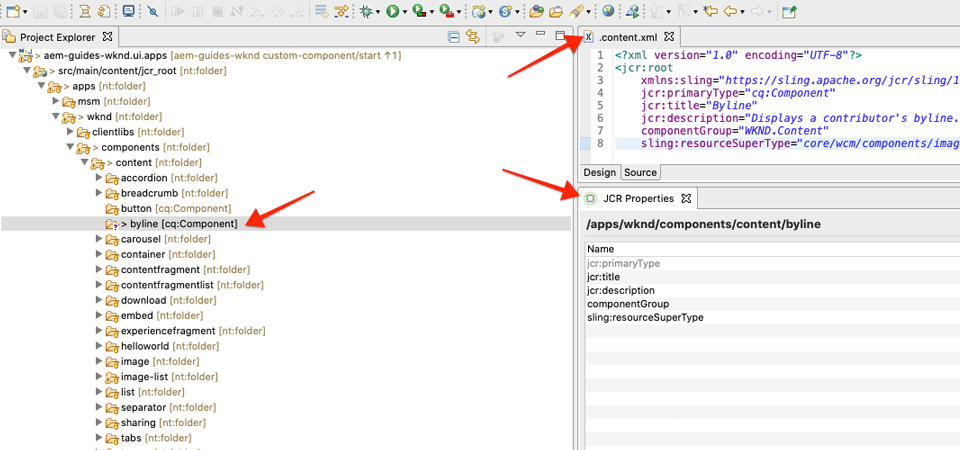 Project Explorer
> aem-guides-wknd.ui.apps [aem-guides-wknd custom-component/start ↑1]
> src/main/content/jcr_root [nt:folder]
> apps [nt:folder]
msm [nt:folder]
> wknd [nt:folder]
clientlibs [nt:folder]
> components [nt:folder]
> content [nt:folder]
accordion [nt:folder]
breadcrumb [nt:folder]
button [cq:Component]
> byline [cq:Component]
carousel [nt:folder]
container [nt:folder]
contentfragment [nt:folder]
contentfragmentlist [nt:folder]
download [nt:folder]
embed [nt:folder]
experiencefragment [nt:folder]
helloworld [nt:folder]
image [nt:folder]
image-list [nt:folder]
list [nt:folder]
separator [nt:folder]
sharing [nt:folder]
tabs [nt:folder]
.content.xml
1 <?xml version="1.0" encoding="UTF-8"?>
2 <jcr:root
3 xmlns:sling="https://sling.apache.org/jcr/sling/1
4 jcr:primaryType="cq:Component"
5 jcr:title="Byline"
6 jcr:description="Displays a contributor's byline.
7 componentGroup="WKND.Content"
8 sling:resourceSuperType="core/wcm/components/imag
Design Source
JCR Properties
/apps/wknd/components/content/byline
Name
jcr:primaryType
jcr:title
jcr:description
componentGroup
sling:resourceSuperType